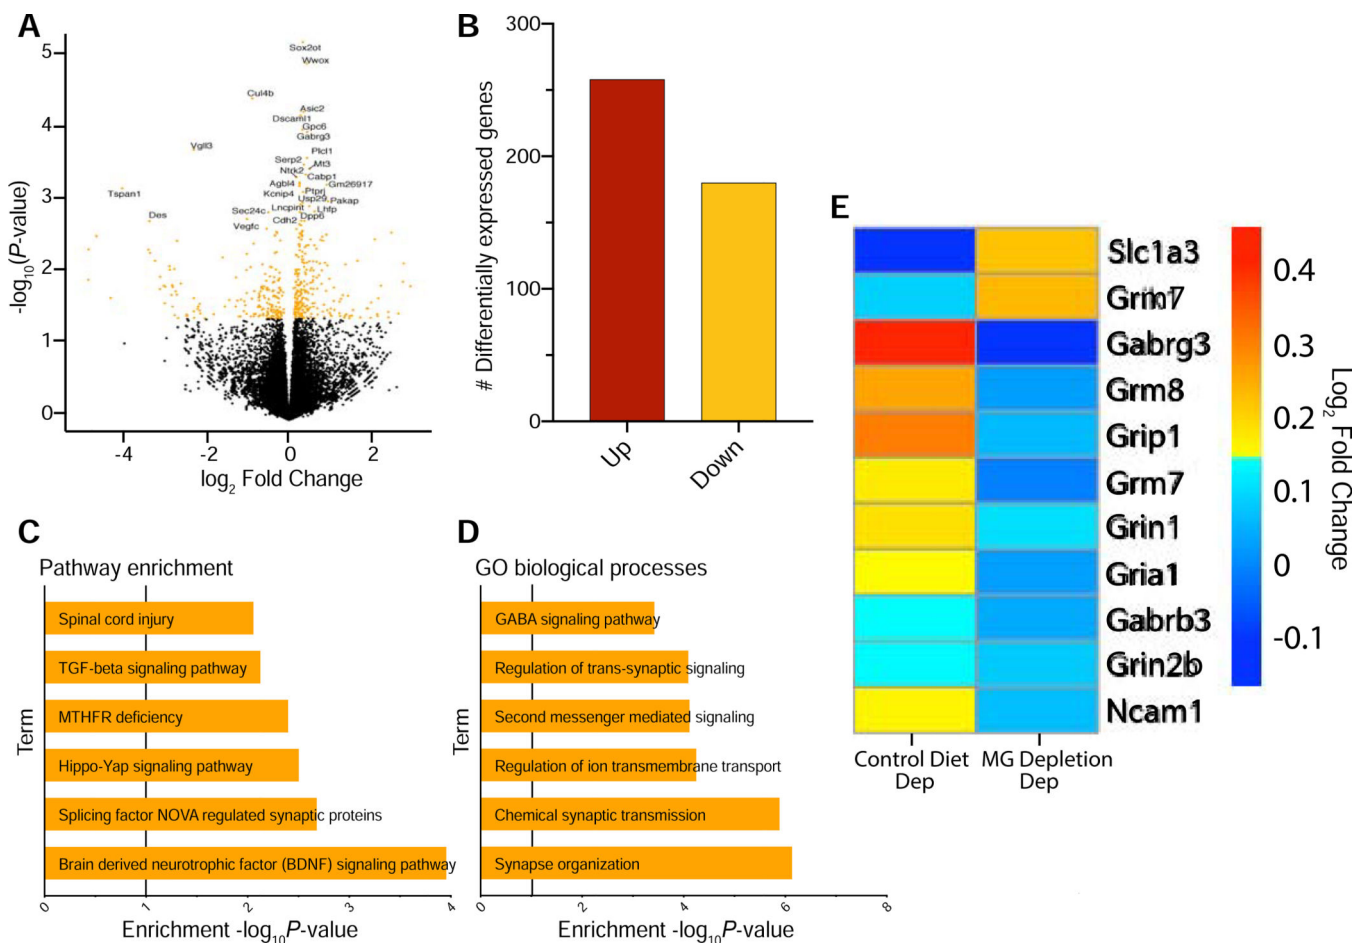 A
-log10(P-value)
5
4
3
2
1
0
Sox2ot
Wwox
Cul4b
Asic2
Dscaml1
Gpc6
Gabrg3
Vgll3
Plcl1
Serp2
Mt3
Ntrk2
Cabp1
Agbl4
Gm26917
Tspan1
Kcnip4
Ptprj
Usp29
Pakap
Des
Sec24c
Lncpint
Lhfp
Vegfc
Cdh2
Dpp6
-4
-2
0
2
log2 Fold Change
B
# Differentially expressed genes
300
200
100
0
Up
Down
C
Pathway enrichment
Term
Spinal cord injury
TGF-beta signaling pathway
MTHFR deficiency
Hippo-Yap signaling pathway
Splicing factor NOVA regulated synaptic proteins
Brain derived neurotrophic factor (BDNF) signaling pathway
0
1
2
3
4
Enrichment -log10P-value
D
GO biological processes
Term
GABA signaling pathway
Regulation of trans-synaptic signaling
Second messenger mediated signaling
Regulation of ion transmembrane transport
Chemical synaptic transmission
Synapse organization
0
2
4
6
8
Enrichment -log10P-value
E
Slc1a3
Gabrg3
Grm8
Grip1
Grm7
Grin1
Gria1
Gabrb3
Grin2b
Ncam1
Control Diet
Dep
MG Depletion
Dep
0.4
0.3
0.2
0.1
0
-0.1
Log2 Fold Change